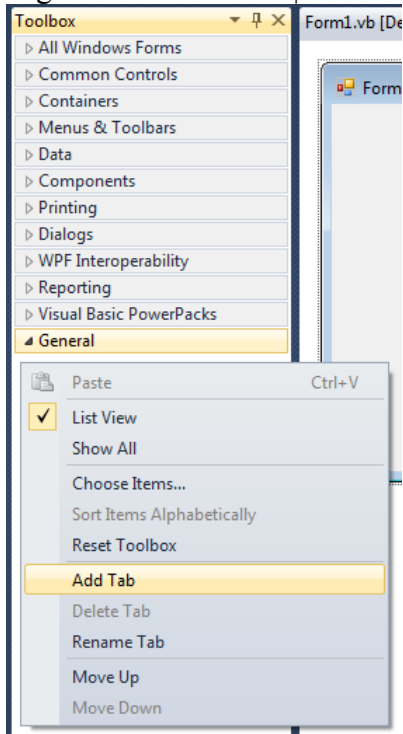 Toolbox
Form1.vb [De
All Windows Forms
Common Controls
Form
Containers
Menus & Toolbars
Data
Components
Printing
Dialogs
WPF Interoperability
Reporting
Visual Basic PowerPacks
General
Paste Ctrl+V
List View
Show All
Choose Items...
Sort Items Alphabetically
Reset Toolbox
Add Tab
Delete Tab
Rename Tab
Move Up
Move Down